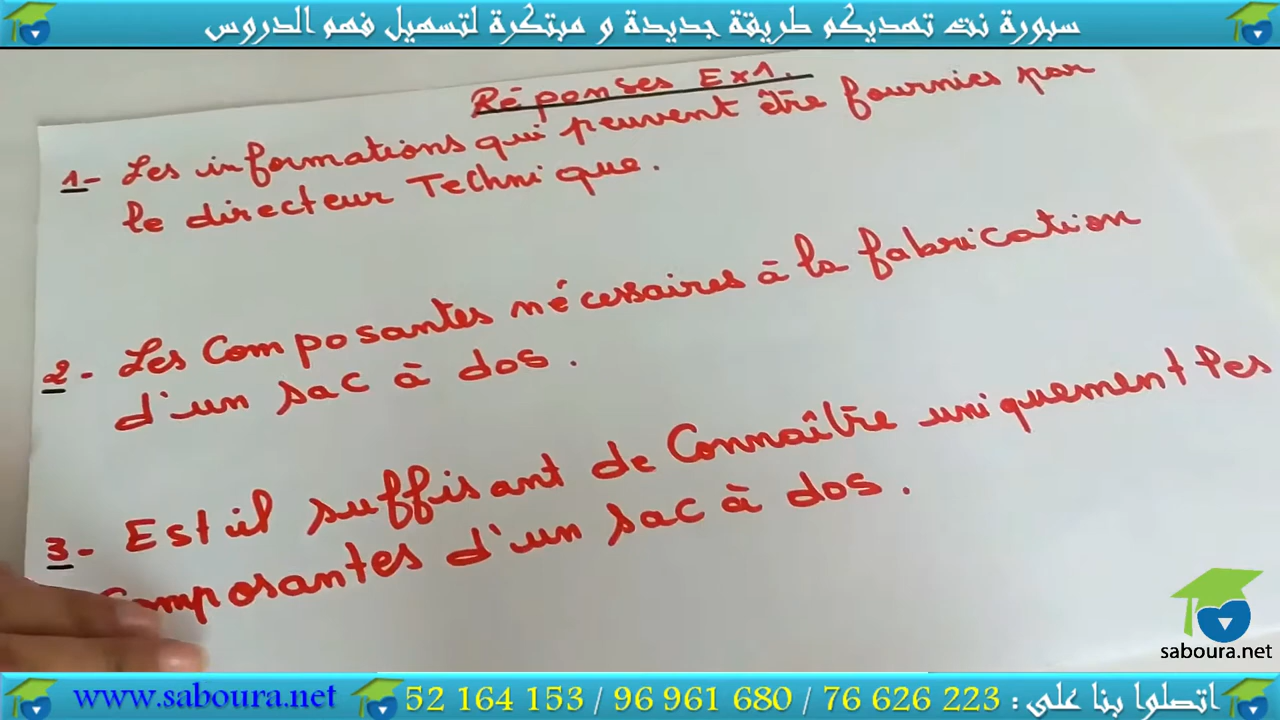 سبورة نت تهديكم طريقة جديدة و مبتكرة لتسهيل فهم الدروس
Réponses Ex1.
1- Les informations qui peuvent être fournies par
le directeur Technique.
2- Les Composantes nécessaires à la fabrication
d'un sac à dos.
3- Est il suffisant de Connaître uniquement les
Composantes d'un sac à dos.
saboura.net
www.saboura.net
52 164 153 / 96 961 680 / 76 626 223 : اتصلوا بنا على